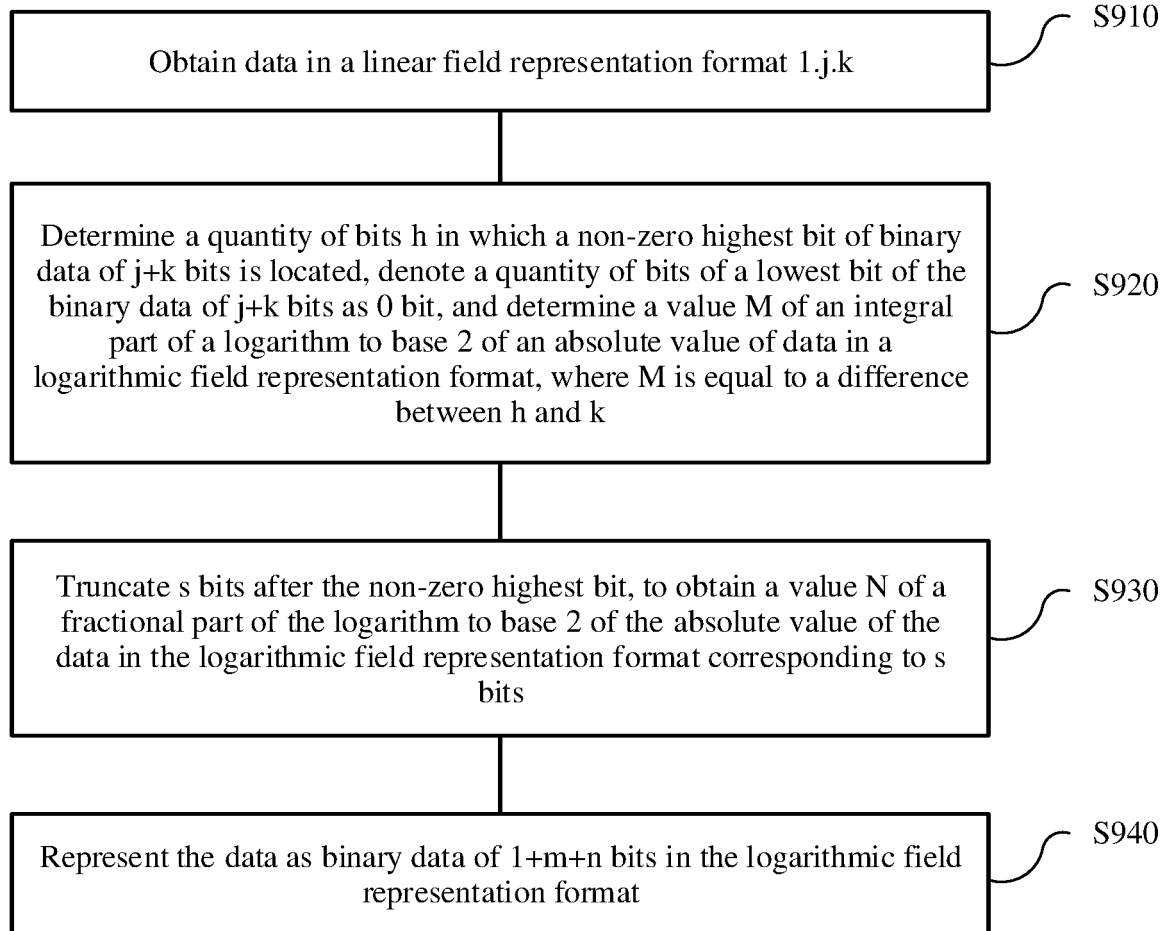 S910
Obtain data in a linear field representation format 1.j.k
Determine a quantity of bits h in which a non-zero highest bit of binary
data of j+k bits is located, denote a quantity of bits of a lowest bit of the
binary data of j+k bits as 0 bit, and determine a value M of an integral
part of a logarithm to base 2 of an absolute value of data in a
logarithmic field representation format, where M is equal to a difference
between h and k
S920
Truncate s bits after the non-zero highest bit, to obtain a value N of a
fractional part of the logarithm to base 2 of the absolute value of the
data in the logarithmic field representation format corresponding to s
bits
S930
Represent the data as binary data of 1+m+n bits in the logarithmic field
representation format
S940